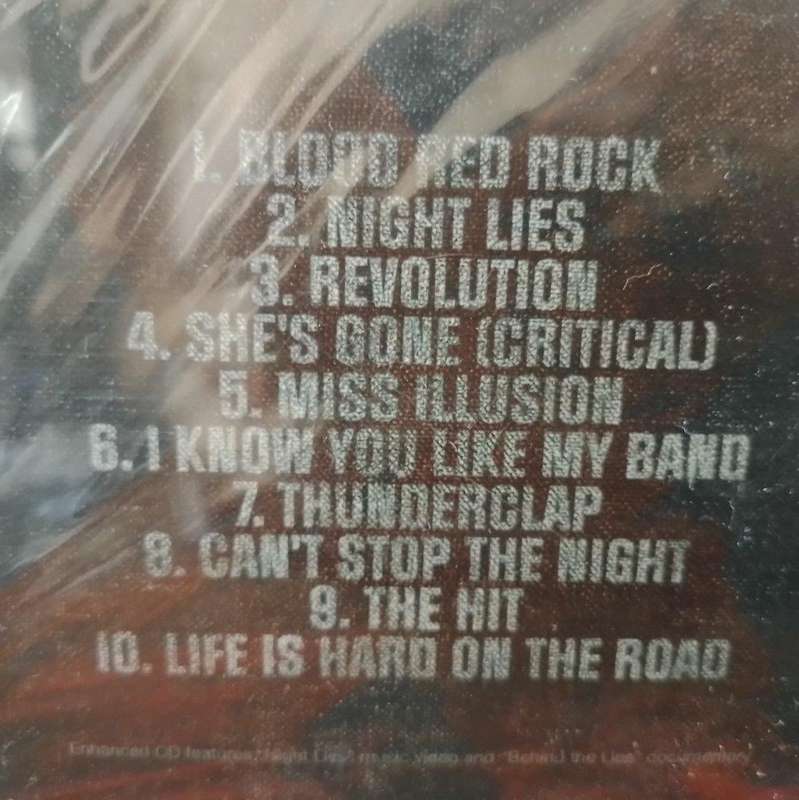 1. BLOOD RED ROCK
2. NIGHT LIES
3. REVOLUTION
4. SHE'S GONE (CRITICAL)
5. MISS ILLUSION
6. I KNOW YOU LIKE MY BAND
7. THUNDERCLAP
8. CAN'T STOP THE NIGHT
9. THE HIT
10. LIFE IS HARD ON THE ROAD
Enhanced CD features "Night Lies" music video and "Behind the Lies" documentary